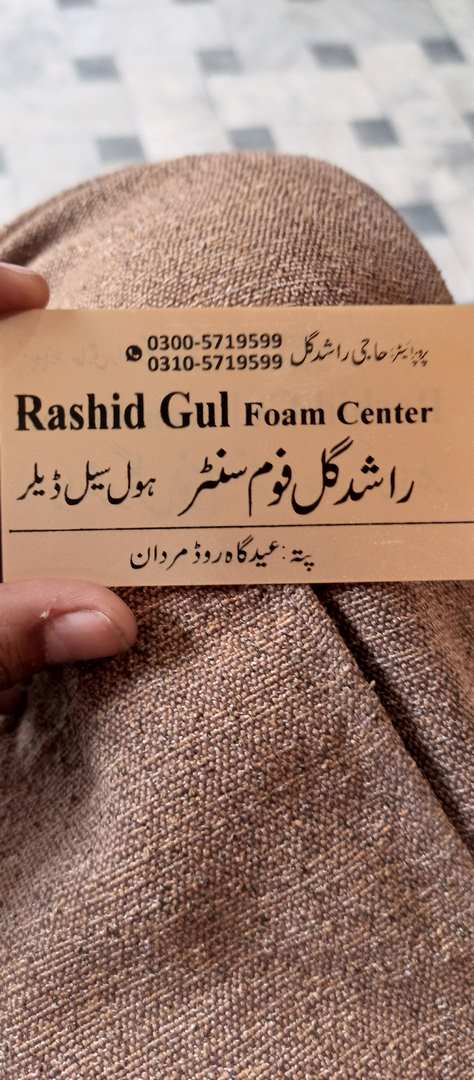 پروپرائیٹر: حاجی راشد گل 0300-5719599
0310-5719599
Rashid Gul Foam Center
راشد گل فوم سنٹر ہول سیل ڈیلر
پتہ: عیدگاہ روڈ مردان